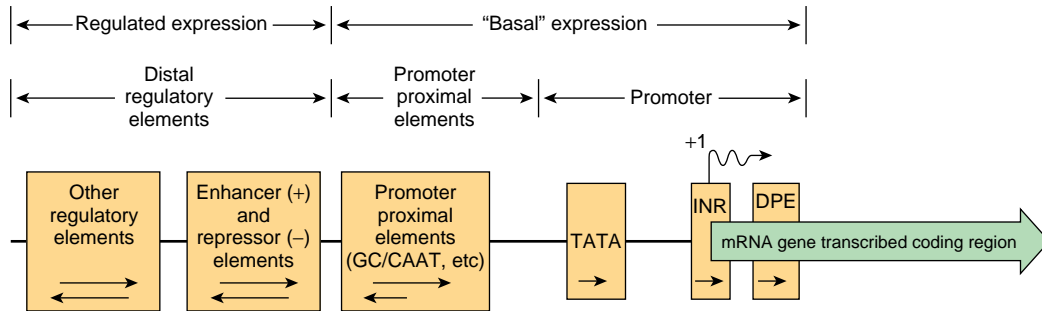 Regulated expression
“Basal” expression
Distal
regulatory
elements
Promoter
proximal
elements
Promoter
+1
Other
regulatory
elements
Enhancer (+)
and
repressor (−)
elements
Promoter
proximal
elements
(GC/CAAT, etc)
TATA
INR
DPE
mRNA gene transcribed coding region